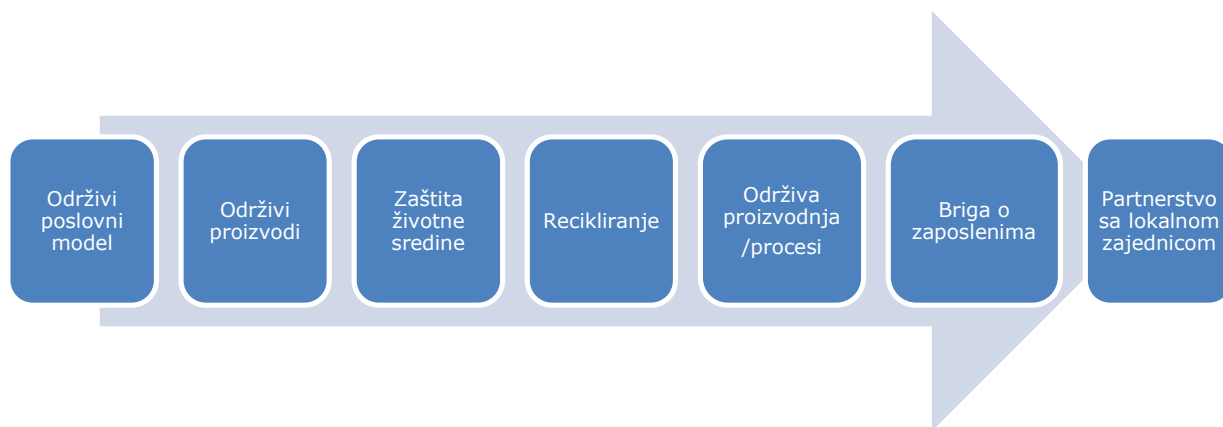 Održivi
poslovni
model
Održivi
proizvodi
Zaštita
životne
sredine
Recikliranje
Održiva
proizvodnja
/procesi
Briga o
zaposlenima
Partnerstvo
sa lokalnom
zajednicom